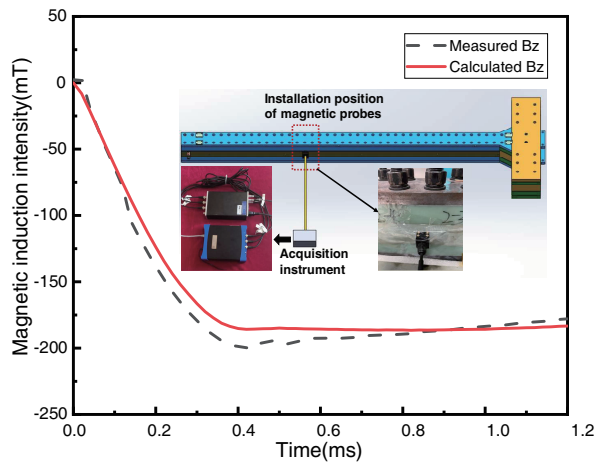 50
0
-50
-100
-150
-200
-250
Magnetic induction intensity(mT)
Measured Bz
Calculated Bz
Installation position
of magnetic probes
Acquisition
instrument
0.0
0.2
0.4
0.6
0.8
1.0
1.2
Time(ms)